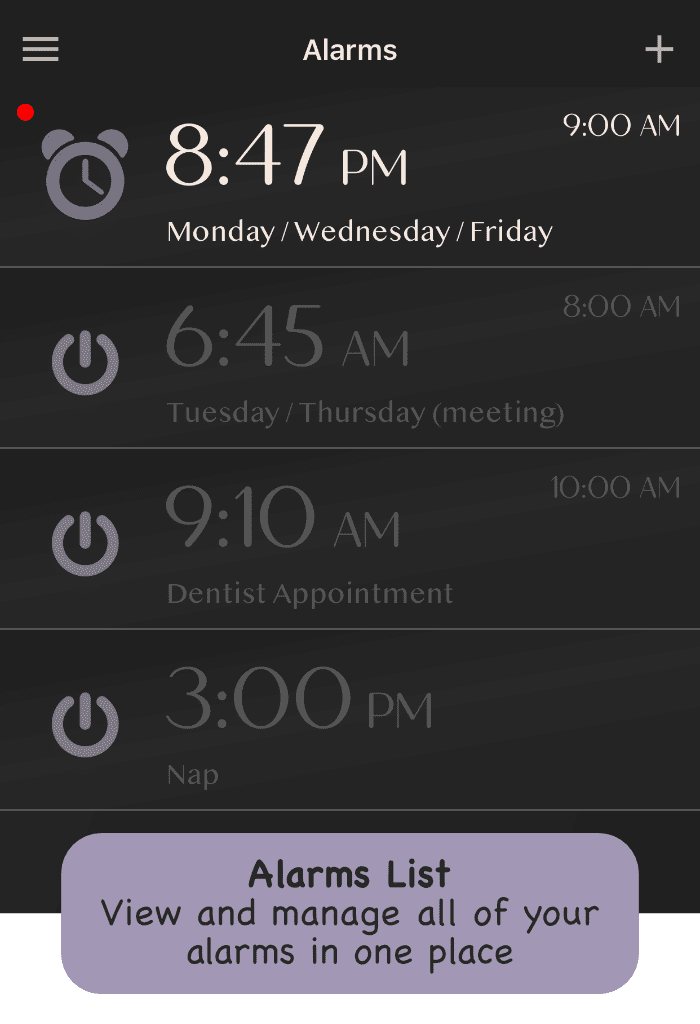 Alarms
9:00 AM
8:47 PM
Monday / Wednesday / Friday
8:00 AM
6:45 AM
Tuesday / Thursday (meeting)
10:00 AM
9:10 AM
Dentist Appointment
3:00 PM
Nap
Alarms List
View and manage all of your
alarms in one place